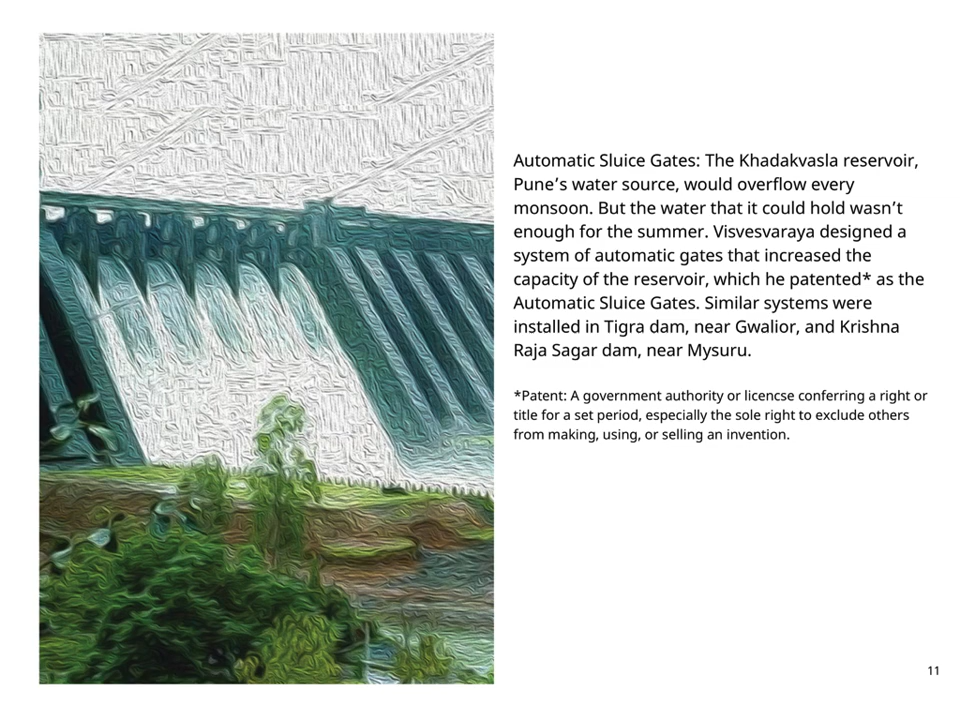 Automatic Sluice Gates: The Khadakvasla reservoir,
Pune’s water source, would overflow every
monsoon. But the water that it could hold wasn’t
enough for the summer. Visvesvaraya designed a
system of automatic gates that increased the
capacity of the reservoir, which he patented* as the
Automatic Sluice Gates. Similar systems were
installed in Tigra dam, near Gwalior, and Krishna
Raja Sagar dam, near Mysuru.
*Patent: A government authority or licencse conferring a right or
title for a set period, especially the sole right to exclude others
from making, using, or selling an invention.
11